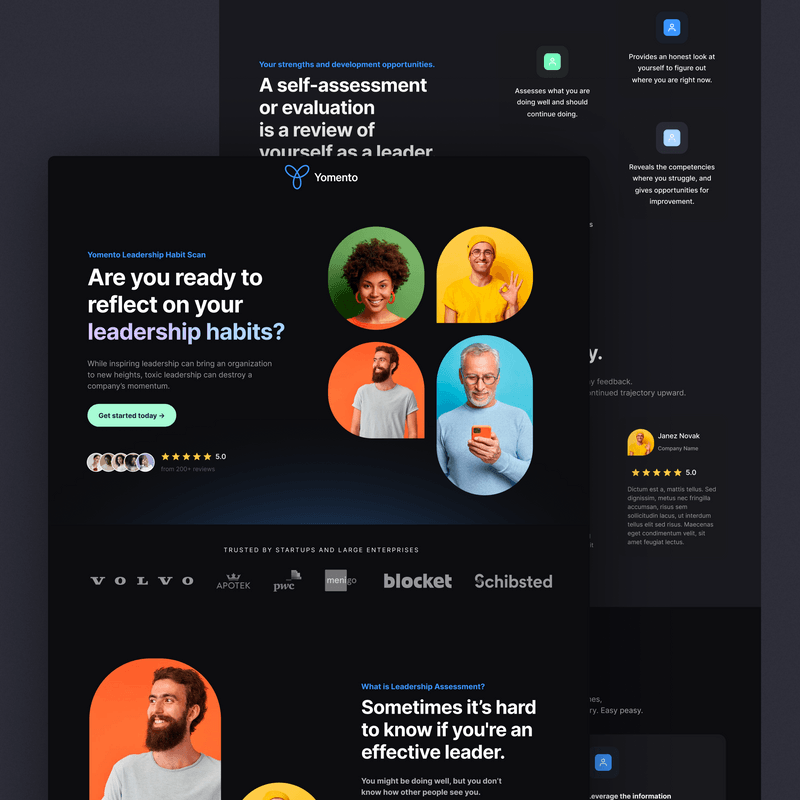 Your strengths and development opportunities.
A self-assessment
or evaluation
is a review of
yourself as a leader
Assesses what you are
doing well and should
continue doing.
Provides an honest look at
yourself to figure out
where you are right now.
Reveals the competencies
where you struggle, and
gives opportunities for
improvement.
Yomento
Yomento Leadership Habit Scan
Are you ready to
reflect on your
leadership habits?
While inspiring leadership can bring an organization
to new heights, toxic leadership can destroy a
company's momentum.
Get started today →
5.0
from 200+ reviews
TRUSTED BY STARTUPS AND LARGE ENTERPRISES
VOLVO
APOTEK
pwc
menigo
blocket
Schibsted
What is Leadership Assessment?
Sometimes it's hard
to know if you're an
effective leader.
You might be doing well, but you don't
know how other people see you.
y.
feedback.
ntinued trajectory upward.
Janez Novak
Company Name
5.0
Dictum est a, mattis tellus. Sed
dignissim, metus nec fringilla
accumsan, risus sem
sollicitudin lacus, ut interdum
tellus elit sed risus. Maecenas
eget condimentum velit, sit
amet feugiat lectus.
nes,
ry. Easy peasy.
Leverage the information